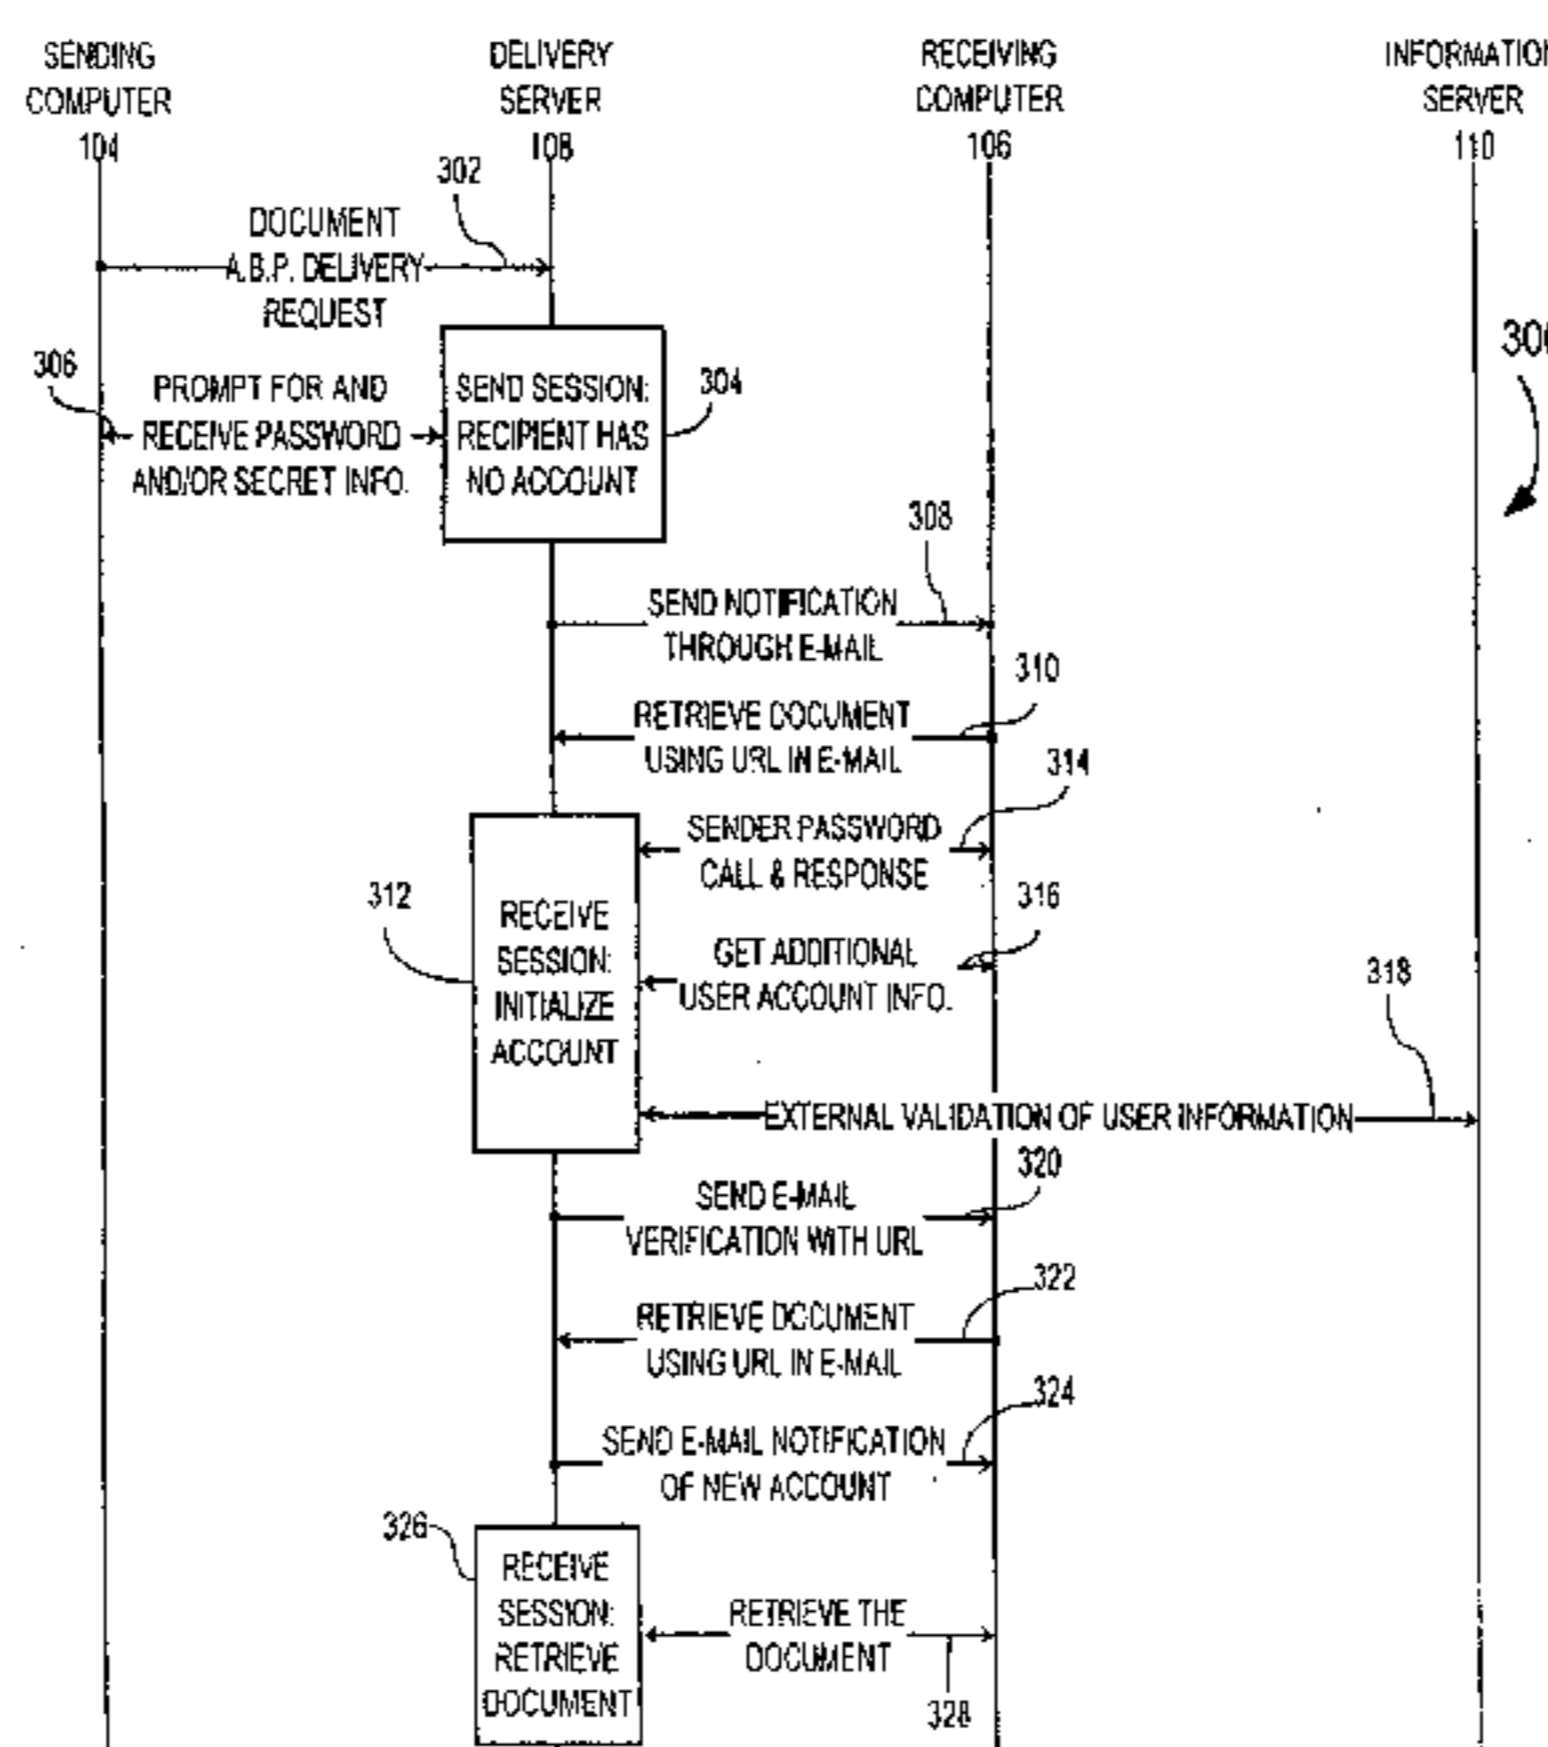 SENDING
COMPUTER
104
DELIVERY
SERVER
108
RECEIVING
COMPUTER
106
INFORMATION
SERVER
110
302
DOCUMENT
A.B.P. DELIVERY
REQUEST
300
306
PROMPT FOR AND
RECEIVE PASSWORD
AND/OR SECRET INFO.
SEND SESSION:
RECIPIENT HAS
NO ACCOUNT
304
308
SEND NOTIFICATION
THROUGH E-MAIL
310
RETRIEVE DOCUMENT
USING URL IN E-MAIL
314
SENDER PASSWORD
CALL & RESPONSE
312
RECEIVE
SESSION:
INITIALIZE
ACCOUNT
316
GET ADDITIONAL
USER ACCOUNT INFO.
318
EXTERNAL VALIDATION OF USER INFORMATION
320
SEND E-MAIL
VERIFICATION WITH URL
322
RETRIEVE DOCUMENT
USING URL IN E-MAIL
324
SEND E-MAIL NOTIFICATION
OF NEW ACCOUNT
326
RECEIVE
SESSION:
RETRIEVE
DOCUMENT
RETRIEVE THE
DOCUMENT
328